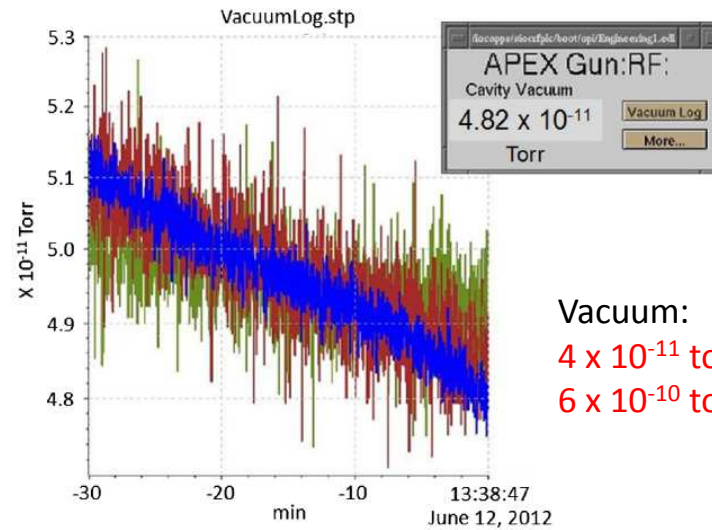 VacuumLog.stp
5.3
5.2
5.1
5.0
4.9
4.8
X 10⁻¹¹ Torr
-30
-20
-10
13:38:47
min
June 12, 2012
APEX Gun:RF:
Cavity Vacuum
4.82 x 10⁻¹¹
Torr
Vacuum Log
More...
Vacuum:
4 x 10⁻¹¹ to
6 x 10⁻¹⁰ to